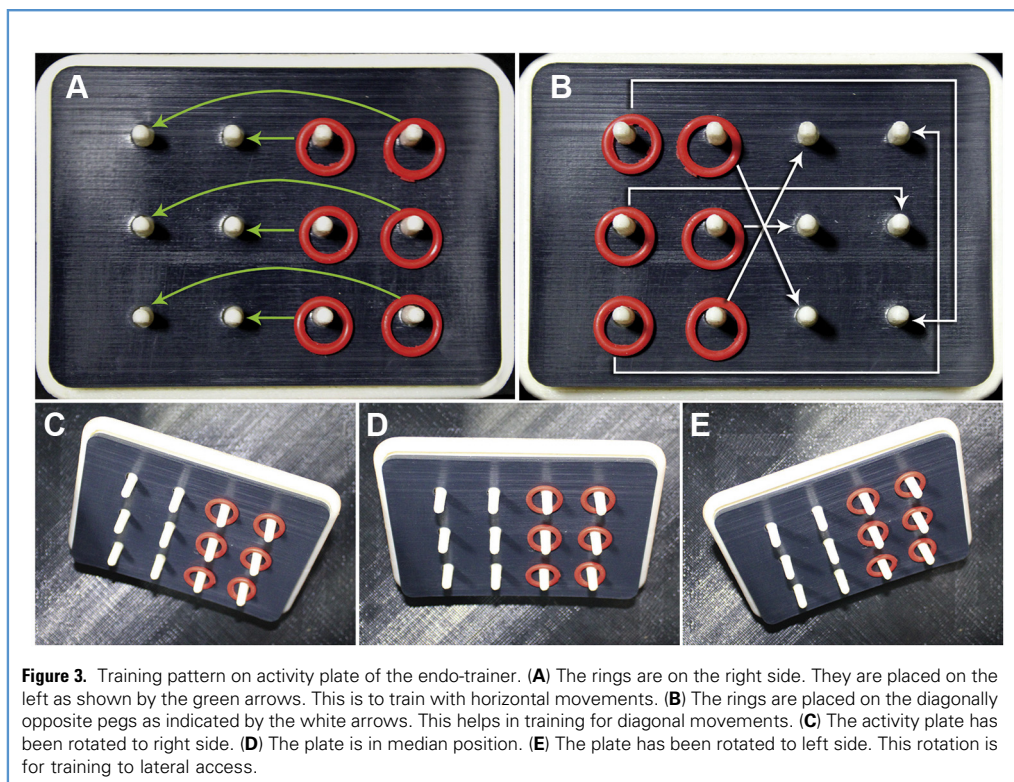 A
B
C
D
E
Figure 3. Training pattern on activity plate of the endo-trainer. (A) The rings are on the right side. They are placed on the
left as shown by the green arrows. This is to train with horizontal movements. (B) The rings are placed on the diagonally
opposite pegs as indicated by the white arrows. This helps in training for diagonal movements. (C) The activity plate has
been rotated to right side. (D) The plate is in median position. (E) The plate has been rotated to left side. This rotation is
for training to lateral access.